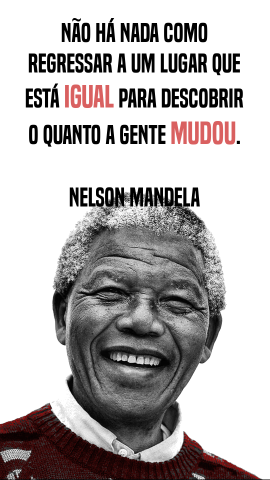 NÃO HÁ NADA COMO
REGRESSAR A UM LUGAR QUE
ESTÁ IGUAL PARA DESCOBRIR
O QUANTO A GENTE MUDOU.
NELSON MANDELA